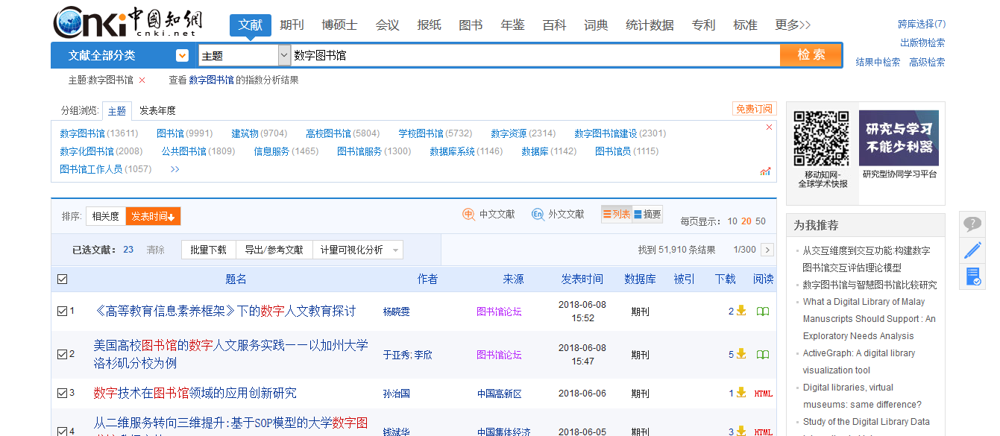 Cnki 中國知網
cnki.net
文献 期刊 博硕士 会议 报纸 图书 年鉴 百科 词典 统计数据 专利 标准 更多>>
跨库选择(7)
出版物检索
结果中检索 高级检索
文献全部分类 主题 数字图书馆 检索
主题:数字图书馆 × 查看 数字图书馆 的指数分析结果
分组浏览: 主题 发表年度 免费订阅
数字图书馆(13611) 图书馆(9991) 建筑物(9704) 高校图书馆(5804) 学校图书馆(5732) 数字资源(2314) 数字图书馆建设(2301)
数字化图书馆(2008) 公共图书馆(1809) 信息服务(1465) 图书馆服务(1300) 数据库系统(1146) 数据库(1142) 图书馆员(1115)
图书馆工作人员(1057) >>
排序: 相关度 发表时间 中文文献 En 外文文献 列表 摘要 每页显示: 10 20 50
已选文献: 23 清除 批量下载 导出/参考文献 计量可视化分析 找到 51,910 条结果 1/300 >
题名 作者 来源 发表时间 数据库 被引 下载 阅读
1 《高等教育信息素养框架》下的数字人文教育探讨 杨晓雯 图书馆论坛 2018-06-08 15:52 期刊 2
2 美国高校图书馆的数字人文服务实践——以加州大学
洛杉矶分校为例 于亚秀; 李欣 图书馆论坛 2018-06-08 15:47 期刊 5
3 数字技术在图书馆领域的应用创新研究 孙治国 中国高新区 2018-06-06 期刊 1 HTML
4 从二维服务转向三维提升:基于SOP模型的大学数字图
钱斌华 中国集体经济 2018-06-05 期刊 3 HTML
移动知网-
全球学术快报
研究与学习
不能少利器
研究型协同学习平台
为我推荐
从交互维度到交互功能:构建数字
图书馆交互评估理论模型
数字图书馆与智慧图书馆比较研究
What a Digital Library of Malay
Manuscripts Should Support : An
Exploratory Needs Analysis
ActiveGraph: A digital library
visualization tool
Digital libraries, virtual
museums: same difference?
Study of the Digital Library Data